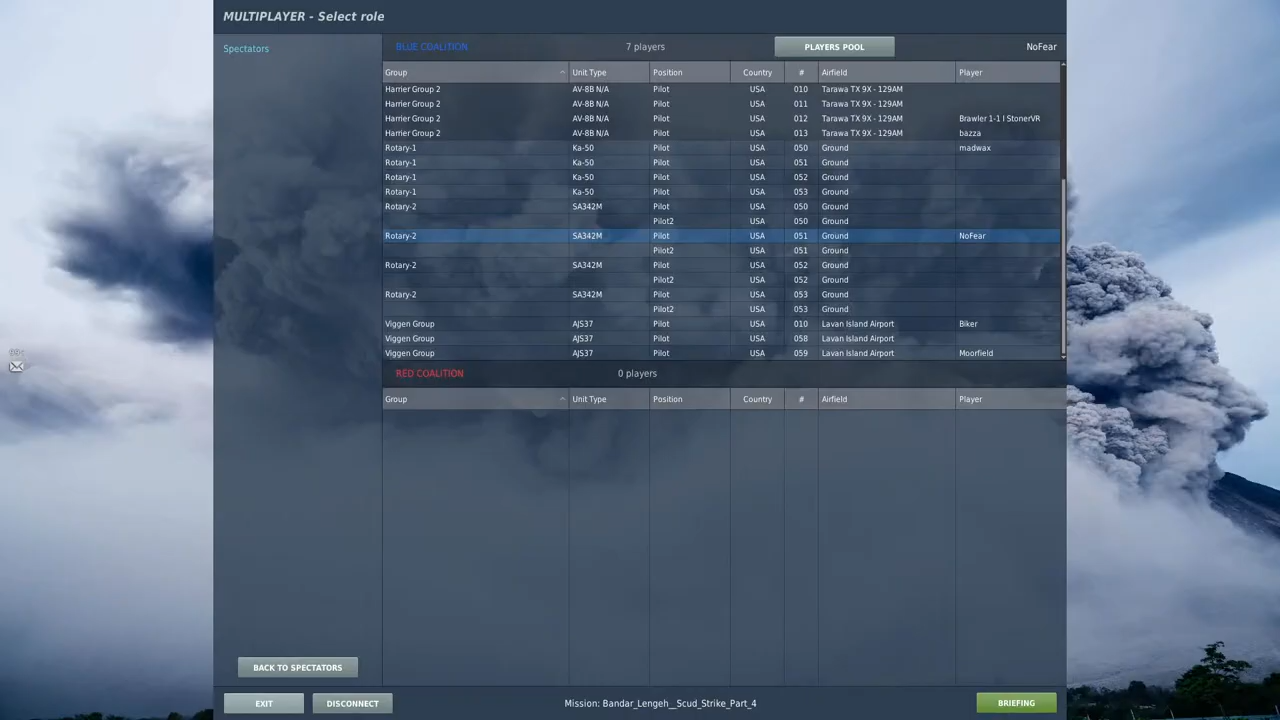 MULTIPLAYER - Select role
Spectators
BLUE COALITION 7 players PLAYERS POOL NoFear
Group Unit Type Position Country # Airfield Player
Harrier Group 2 AV-8B N/A Pilot USA 010 Tarawa TX 9X - 129AM
Harrier Group 2 AV-8B N/A Pilot USA 011 Tarawa TX 9X - 129AM
Harrier Group 2 AV-8B N/A Pilot USA 012 Tarawa TX 9X - 129AM Brawler 1-1 l StonerVR
Harrier Group 2 AV-8B N/A Pilot USA 013 Tarawa TX 9X - 129AM bazza
Rotary-1 Ka-50 Pilot USA 050 Ground madwax
Rotary-1 Ka-50 Pilot USA 051 Ground
Rotary-1 Ka-50 Pilot USA 052 Ground
Rotary-1 Ka-50 Pilot USA 053 Ground
Rotary-2 SA342M Pilot USA 050 Ground
Pilot2 USA 050 Ground
Rotary-2 SA342M Pilot USA 051 Ground NoFear
Pilot2 USA 051 Ground
Rotary-2 SA342M Pilot USA 052 Ground
Pilot2 USA 052 Ground
Rotary-2 SA342M Pilot USA 053 Ground
Pilot2 USA 053 Ground
Viggen Group AJS37 Pilot USA 010 Lavan Island Airport Biker
Viggen Group AJS37 Pilot USA 058 Lavan Island Airport
Viggen Group AJS37 Pilot USA 059 Lavan Island Airport Moorfield
RED COALITION 0 players
Group Unit Type Position Country # Airfield Player
BACK TO SPECTATORS
EXIT DISCONNECT Mission: Bandar_Lengeh__Scud_Strike_Part_4 BRIEFING